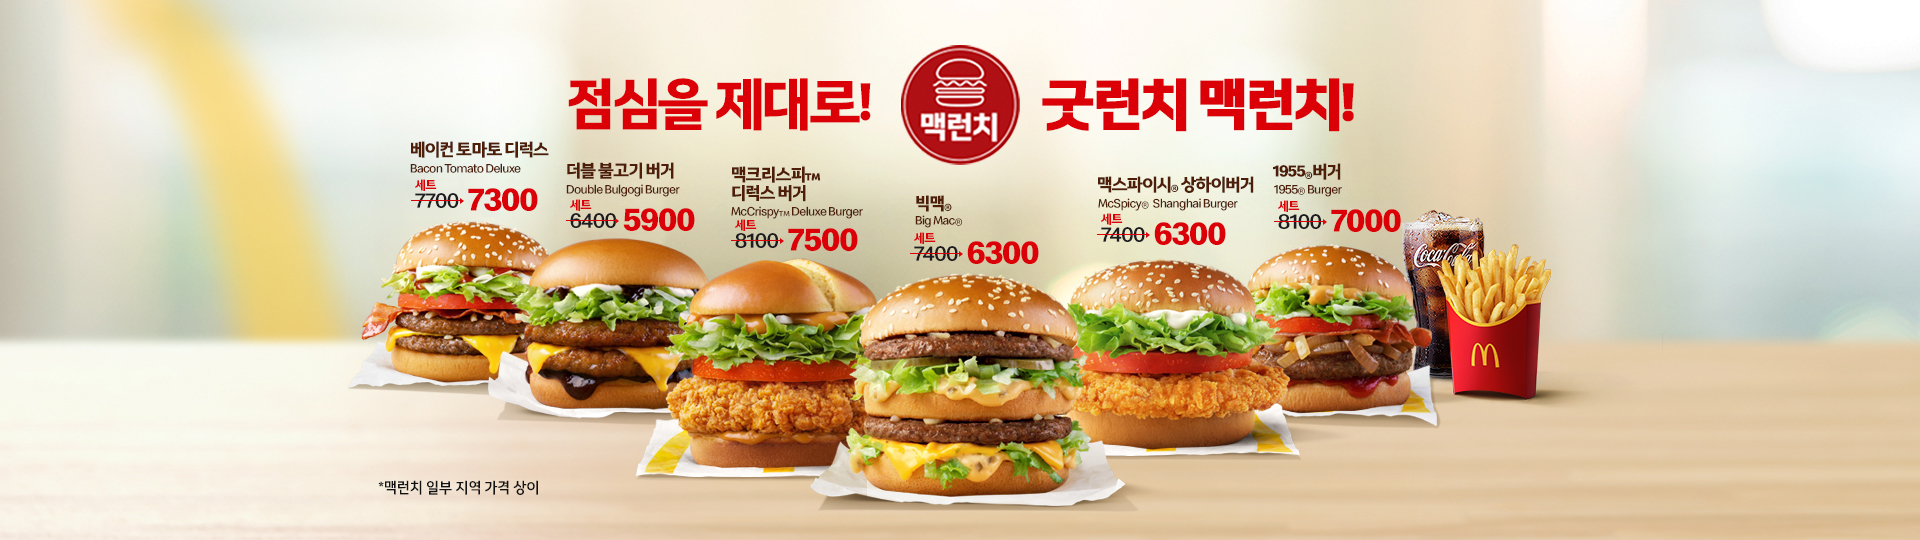 점심을 제대로!
맥런치
굿런치 맥런치!
베이컨 토마토 디럭스
Bacon Tomato Deluxe
세트
7700 7300
더블 불고기 버거
Double Bulgogi Burger
세트
6400 5900
맥크리스피™
디럭스 버거
McCrispy™ Deluxe Burger
세트
8100 7500
빅맥®
Big Mac®
세트
7400 6300
맥스파이시® 상하이버거
McSpicy® Shanghai Burger
세트
7400 6300
1955®버거
1955® Burger
세트
8100 7000
Coca-Cola
*맥런치 일부 지역 가격 상이